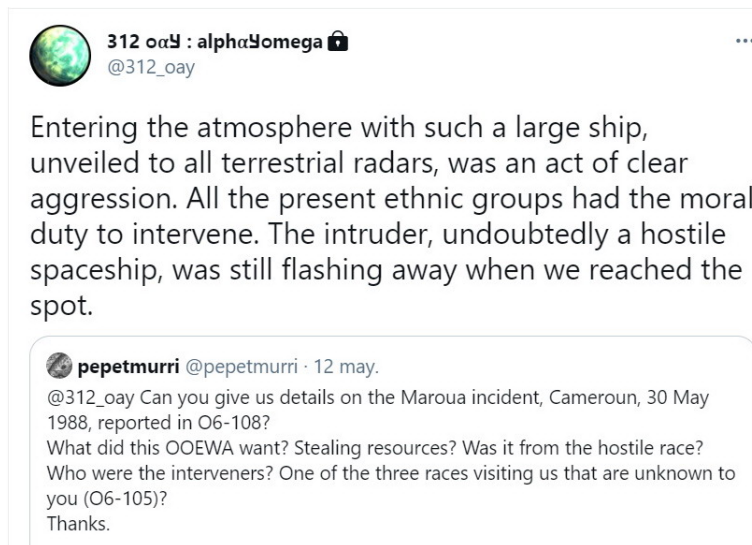 312 oαყ : alphαყomega
@312_oay
Entering the atmosphere with such a large ship,
unveiled to all terrestrial radars, was an act of clear
aggression. All the present ethnic groups had the moral
duty to intervene. The intruder, undoubtedly a hostile
spaceship, was still flashing away when we reached the
spot.
pepetmurri @pepetmurri · 12 may.
@312_oay Can you give us details on the Maroua incident, Cameroun, 30 May
1988, reported in O6-108?
What did this OOEWA want? Stealing resources? Was it from the hostile race?
Who were the interveners? One of the three races visiting us that are unknown to
you (O6-105)?
Thanks.